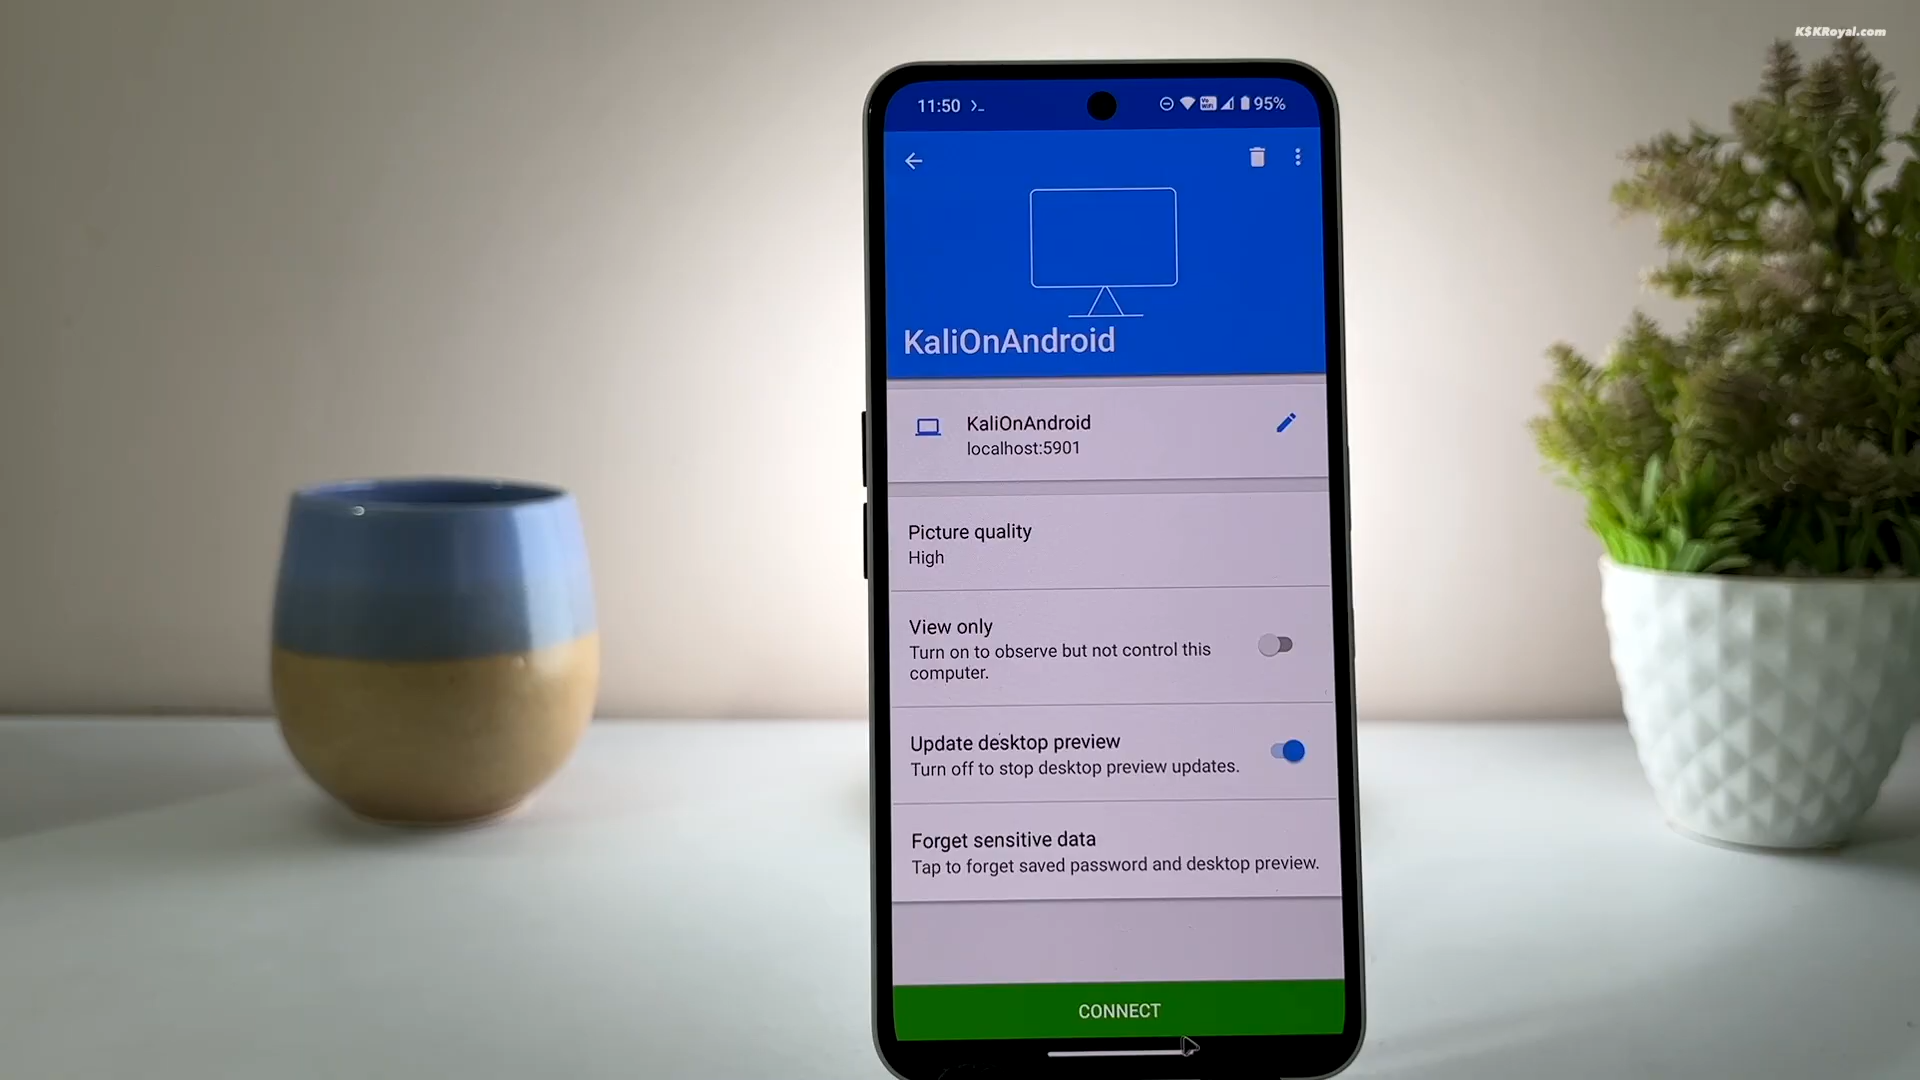 K$KRoyal.com
11:50 >_
95%
KaliOnAndroid
KaliOnAndroid
localhost:5901
Picture quality
High
View only
Turn on to observe but not control this
computer.
Update desktop preview
Turn off to stop desktop preview updates.
Forget sensitive data
Tap to forget saved password and desktop preview.
CONNECT